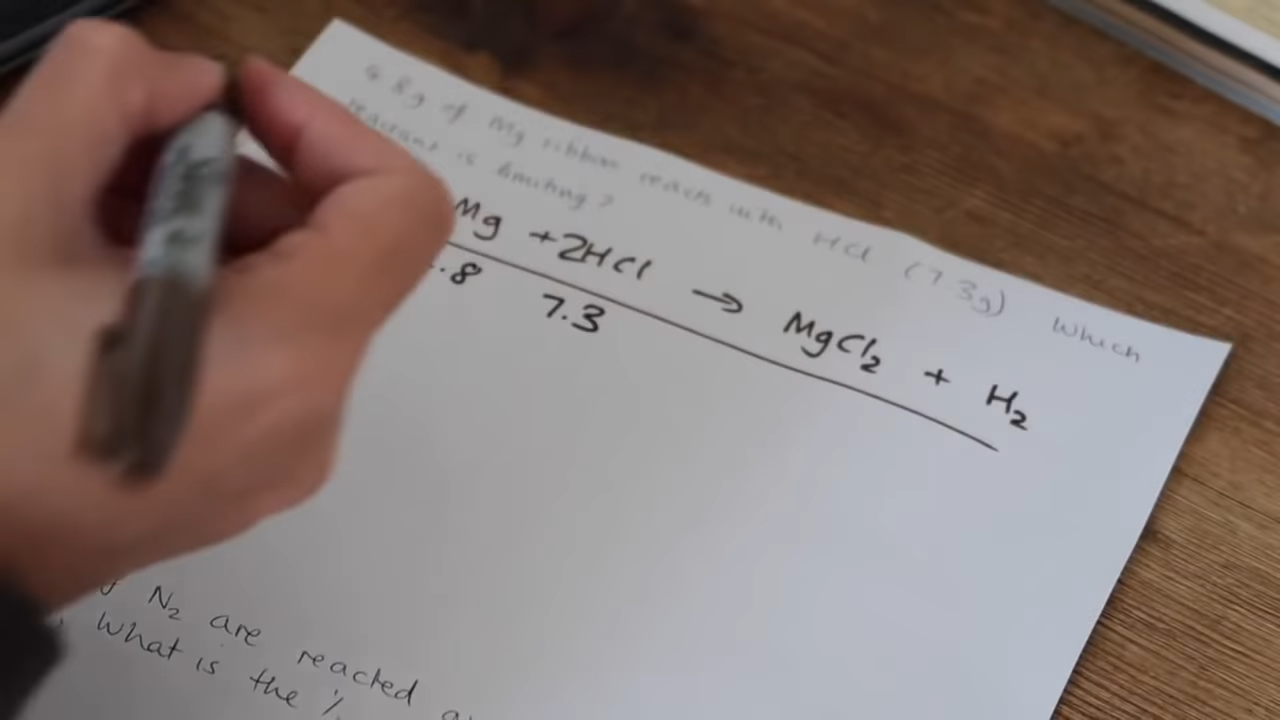 4.8g of Mg ribbon reacts with HCl (7.3g) Which
reactant is limiting?
Mg +2HCl → MgCl₂ + H₂
.8 7.3
N₂ are reacted
What is the %